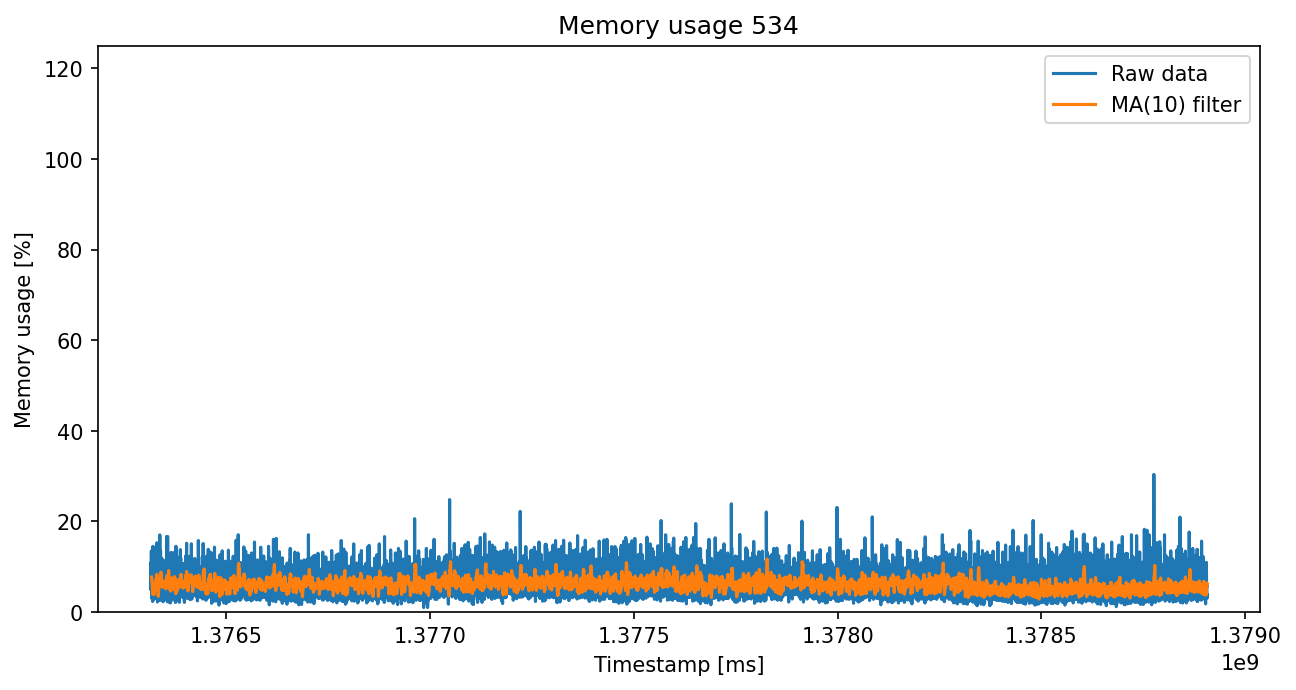 Memory usage 534
Raw data
MA(10) filter
120
100
80
60
40
20
0
Memory usage [%]
1.3765 1.3770 1.3775 1.3780 1.3785 1.3790
1e9
Timestamp [ms]